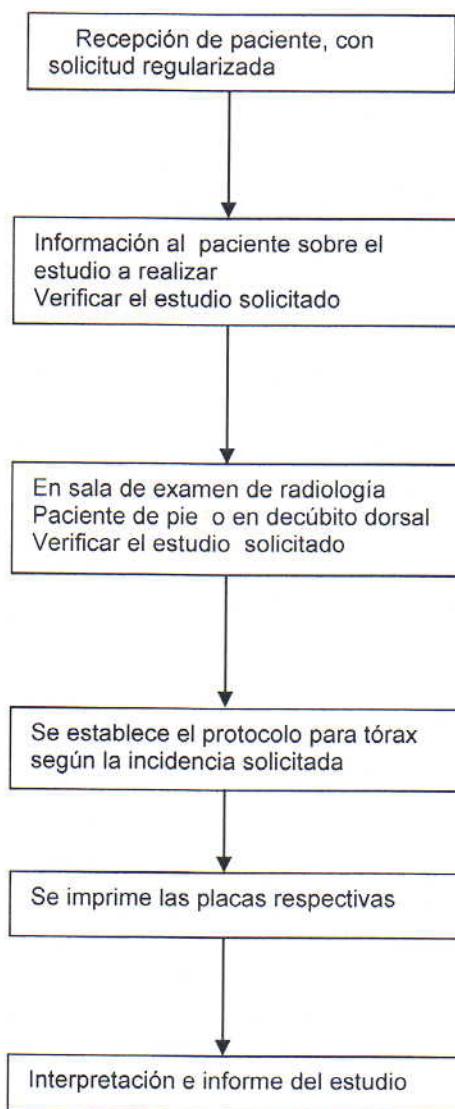 Recepción de paciente, con
solicitud regularizada
Información al paciente sobre el
estudio a realizar
Verificar el estudio solicitado
En sala de examen de radiología
Paciente de pie o en decúbito dorsal
Verificar el estudio solicitado
Se establece el protocolo para tórax
según la incidencia solicitada
Se imprime las placas respectivas
Interpretación e informe del estudio